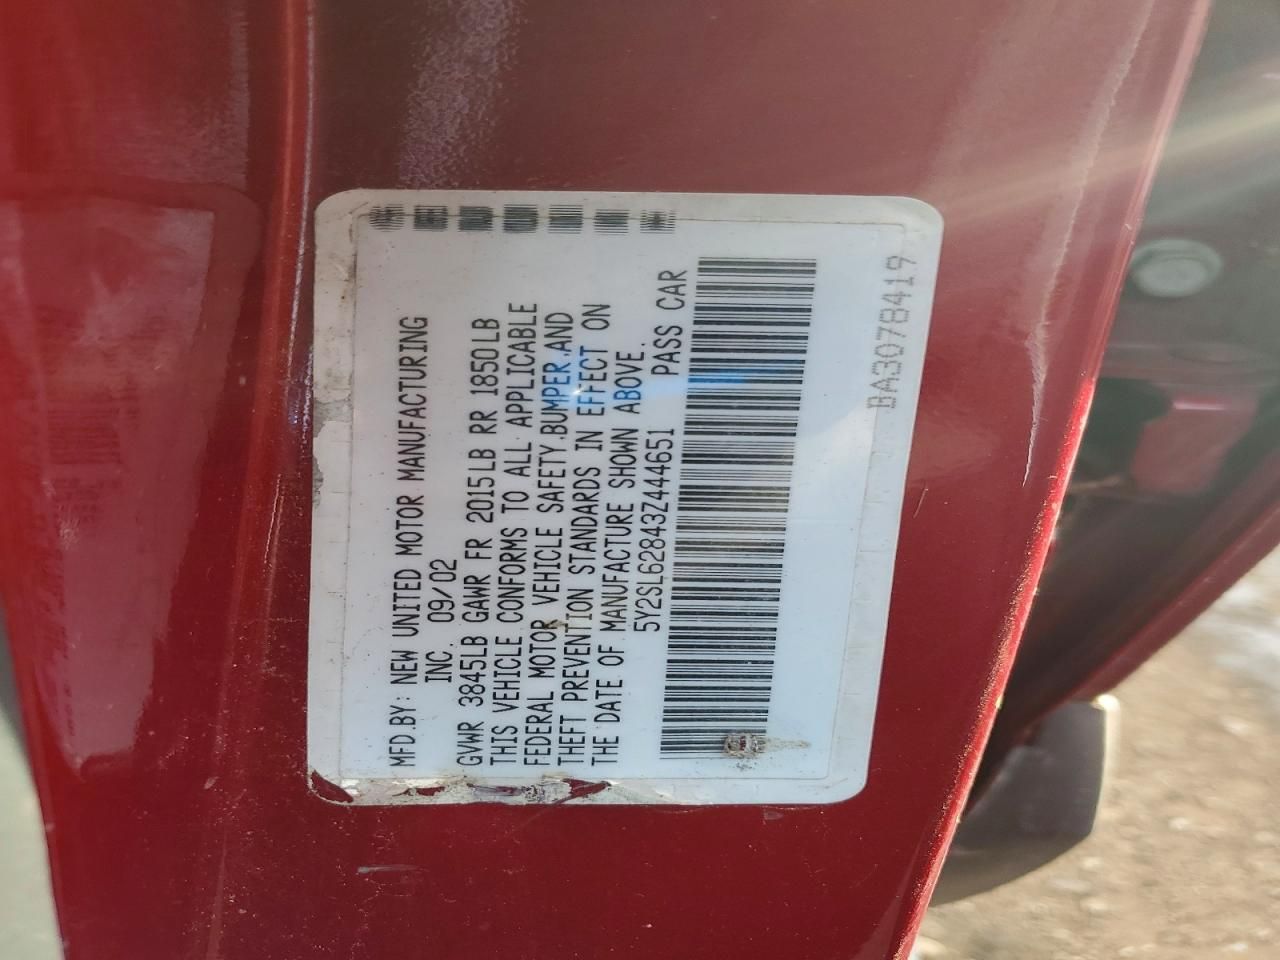 MFD.BY: NEW UNITED MOTOR MANUFACTURING
INC. 09/02
GVWR 3845LB GAWR FR 2015LB RR 1850LB
THIS VEHICLE CONFORMS TO ALL APPLICABLE
FEDERAL MOTOR VEHICLE SAFETY,BUMPER,AND
THEFT PREVENTION STANDARDS IN EFFECT ON
THE DATE OF MANUFACTURE SHOWN ABOVE.
5Y2SL62843Z444651 PASS CAR
BA3078419